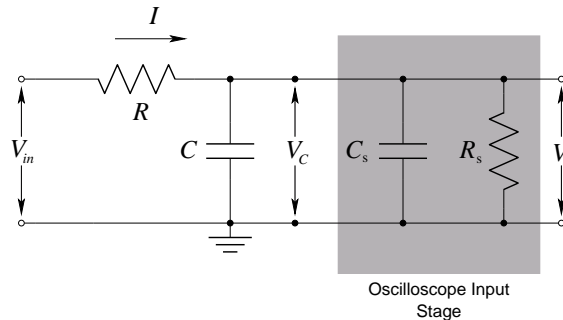 I
R
V_in
C
V_C
C_s
R_s
V
Oscilloscope Input
Stage